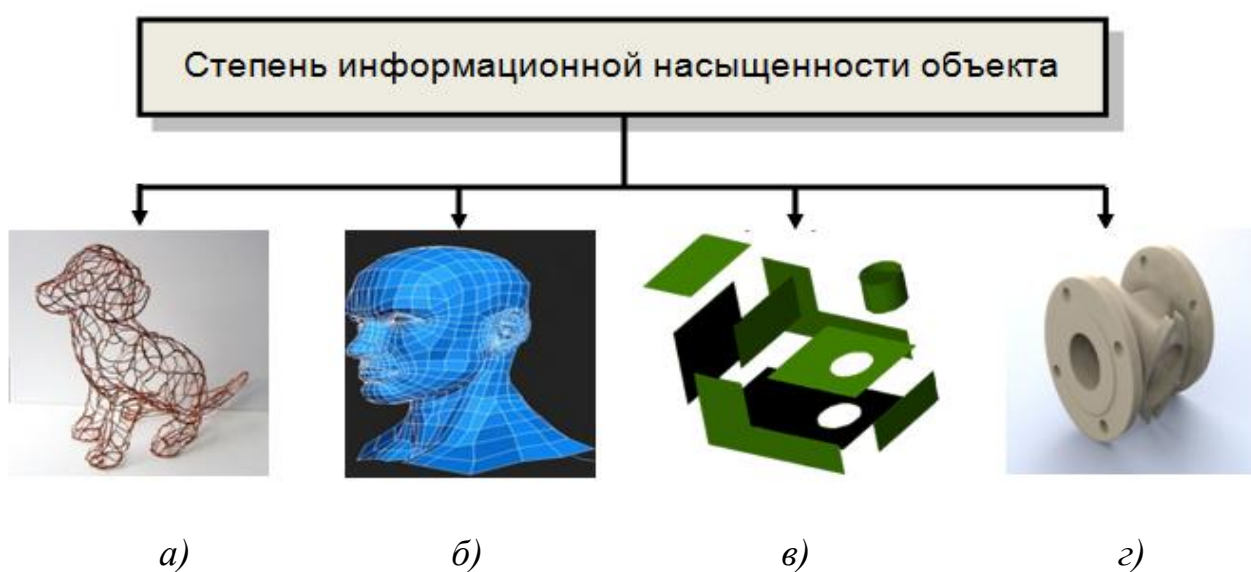 Степень информационной насыщенности объекта
а) б) в) г)